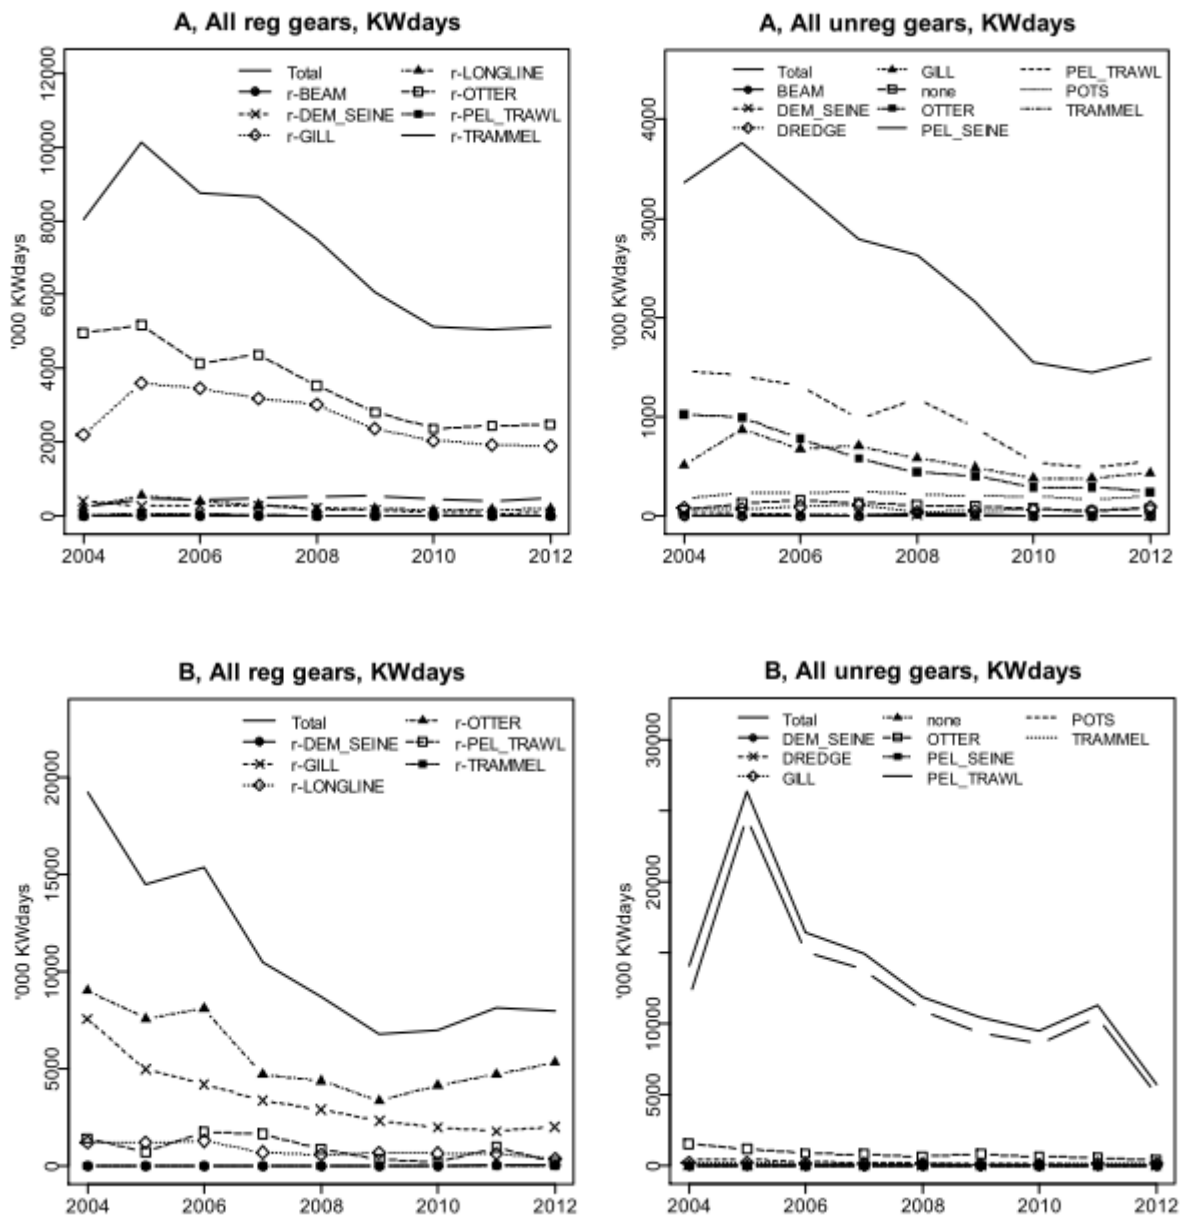 A, All reg gears, KWdays
'000 KWdays
12000
10000
8000
6000
4000
2000
0
Total
r-BEAM
r-DEM_SEINE
r-GILL
r-LONGLINE
r-OTTER
r-PEL_TRAWL
r-TRAMMEL
2004 2006 2008 2010 2012
A, All unreg gears, KWdays
'000 KWdays
4000
3000
2000
1000
0
Total
BEAM
DEM_SEINE
DREDGE
GILL
none
OTTER
PEL_SEINE
PEL_TRAWL
POTS
TRAMMEL
2004 2006 2008 2010 2012
B, All reg gears, KWdays
'000 KWdays
20000
15000
10000
5000
0
Total
r-DEM_SEINE
r-GILL
r-LONGLINE
r-OTTER
r-PEL_TRAWL
r-TRAMMEL
2004 2006 2008 2010 2012
B, All unreg gears, KWdays
'000 KWdays
30000
20000
10000
5000
0
Total
DEM_SEINE
DREDGE
GILL
none
OTTER
PEL_SEINE
PEL_TRAWL
POTS
TRAMMEL
2004 2006 2008 2010 2012